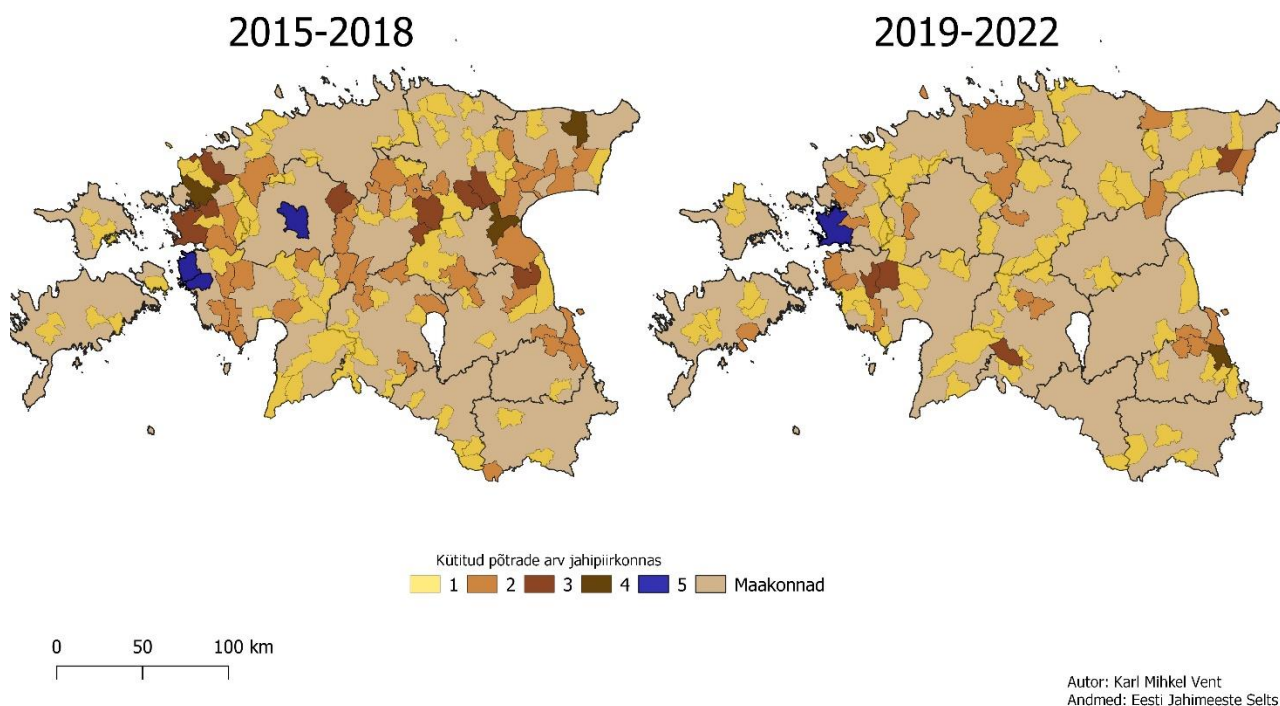 2015-2018
2019-2022
Kütitud põtrade arv jahipiirkonnas
1 2 3 4 5 Maakonnad
0 50 100 km
Autor: Karl Mihkel Vent
Andmed: Eesti Jahimeeste Selts